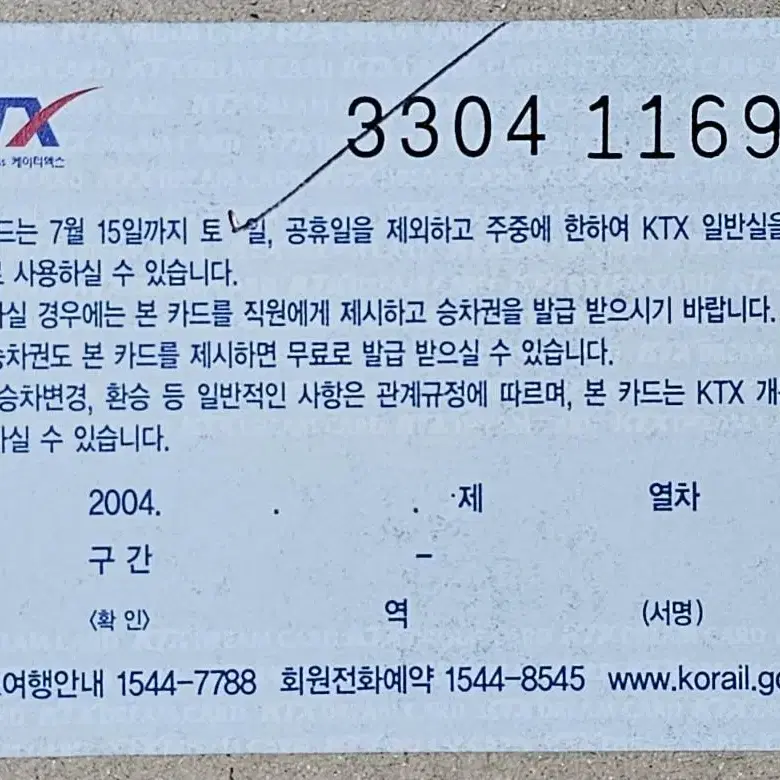 KTX
케이티엑스
3304 1169
드는 7월 15일까지 토 일, 공휴일을 제외하고 주중에 한하여 KTX 일반실을
사용하실 수 있습니다.
하실 경우에는 본 카드를 직원에게 제시하고 승차권을 발급 받으시기 바랍니다.
승차권도 본 카드를 제시하면 무료로 발급 받으실 수 있습니다.
승차변경, 환승 등 일반적인 사항은 관계규정에 따르며, 본 카드는 KTX 개
하실 수 있습니다.
2004. . . 제 열차
구 간 –
〈확 인〉 역 (서명)
여행안내 1544-7788 회원전화예약 1544-8545 www.korail.go